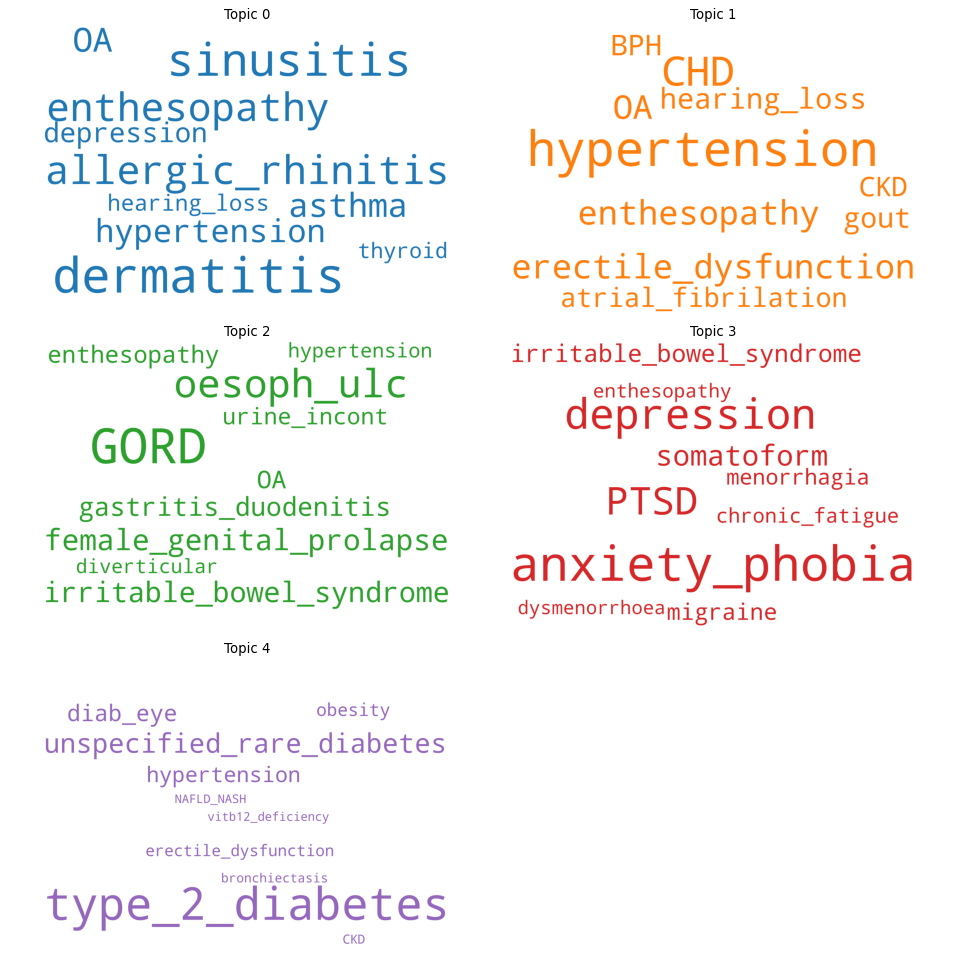 Topic 0
OA
sinusitis
enthesopathy
depression
allergic_rhinitis
hearing_loss
asthma
hypertension
thyroid
dermatitis
Topic 1
BPH
CHD
hearing_loss
OA
hypertension
CKD
enthesopathy
gout
erectile_dysfunction
atrial_fibrilation
Topic 2
enthesopathy
hypertension
oesoph_ulc
urine_incont
GORD
OA
gastritis_duodenitis
female_genital_prolapse
diverticular
irritable_bowel_syndrome
Topic 3
irritable_bowel_syndrome
enthesopathy
depression
somatoform
menorrhagia
PTSD
chronic_fatigue
anxiety_phobia
dysmenorrhoea
migraine
Topic 4
diab_eye
obesity
unspecified_rare_diabetes
hypertension
NAFLD_NASH
vitb12_deficiency
erectile_dysfunction
bronchiectasis
type_2_diabetes
CKD